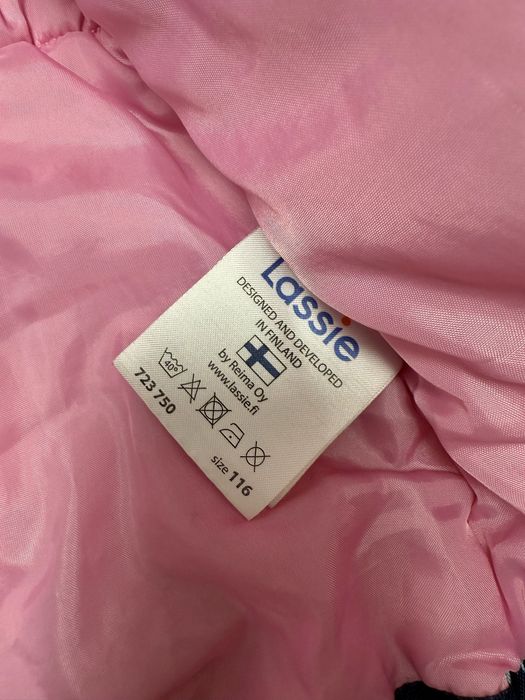 Lassie
DESIGNED AND DEVELOPED
IN FINLAND
by Reima Oy
www.lassie.fi
40°
723 750
size 116